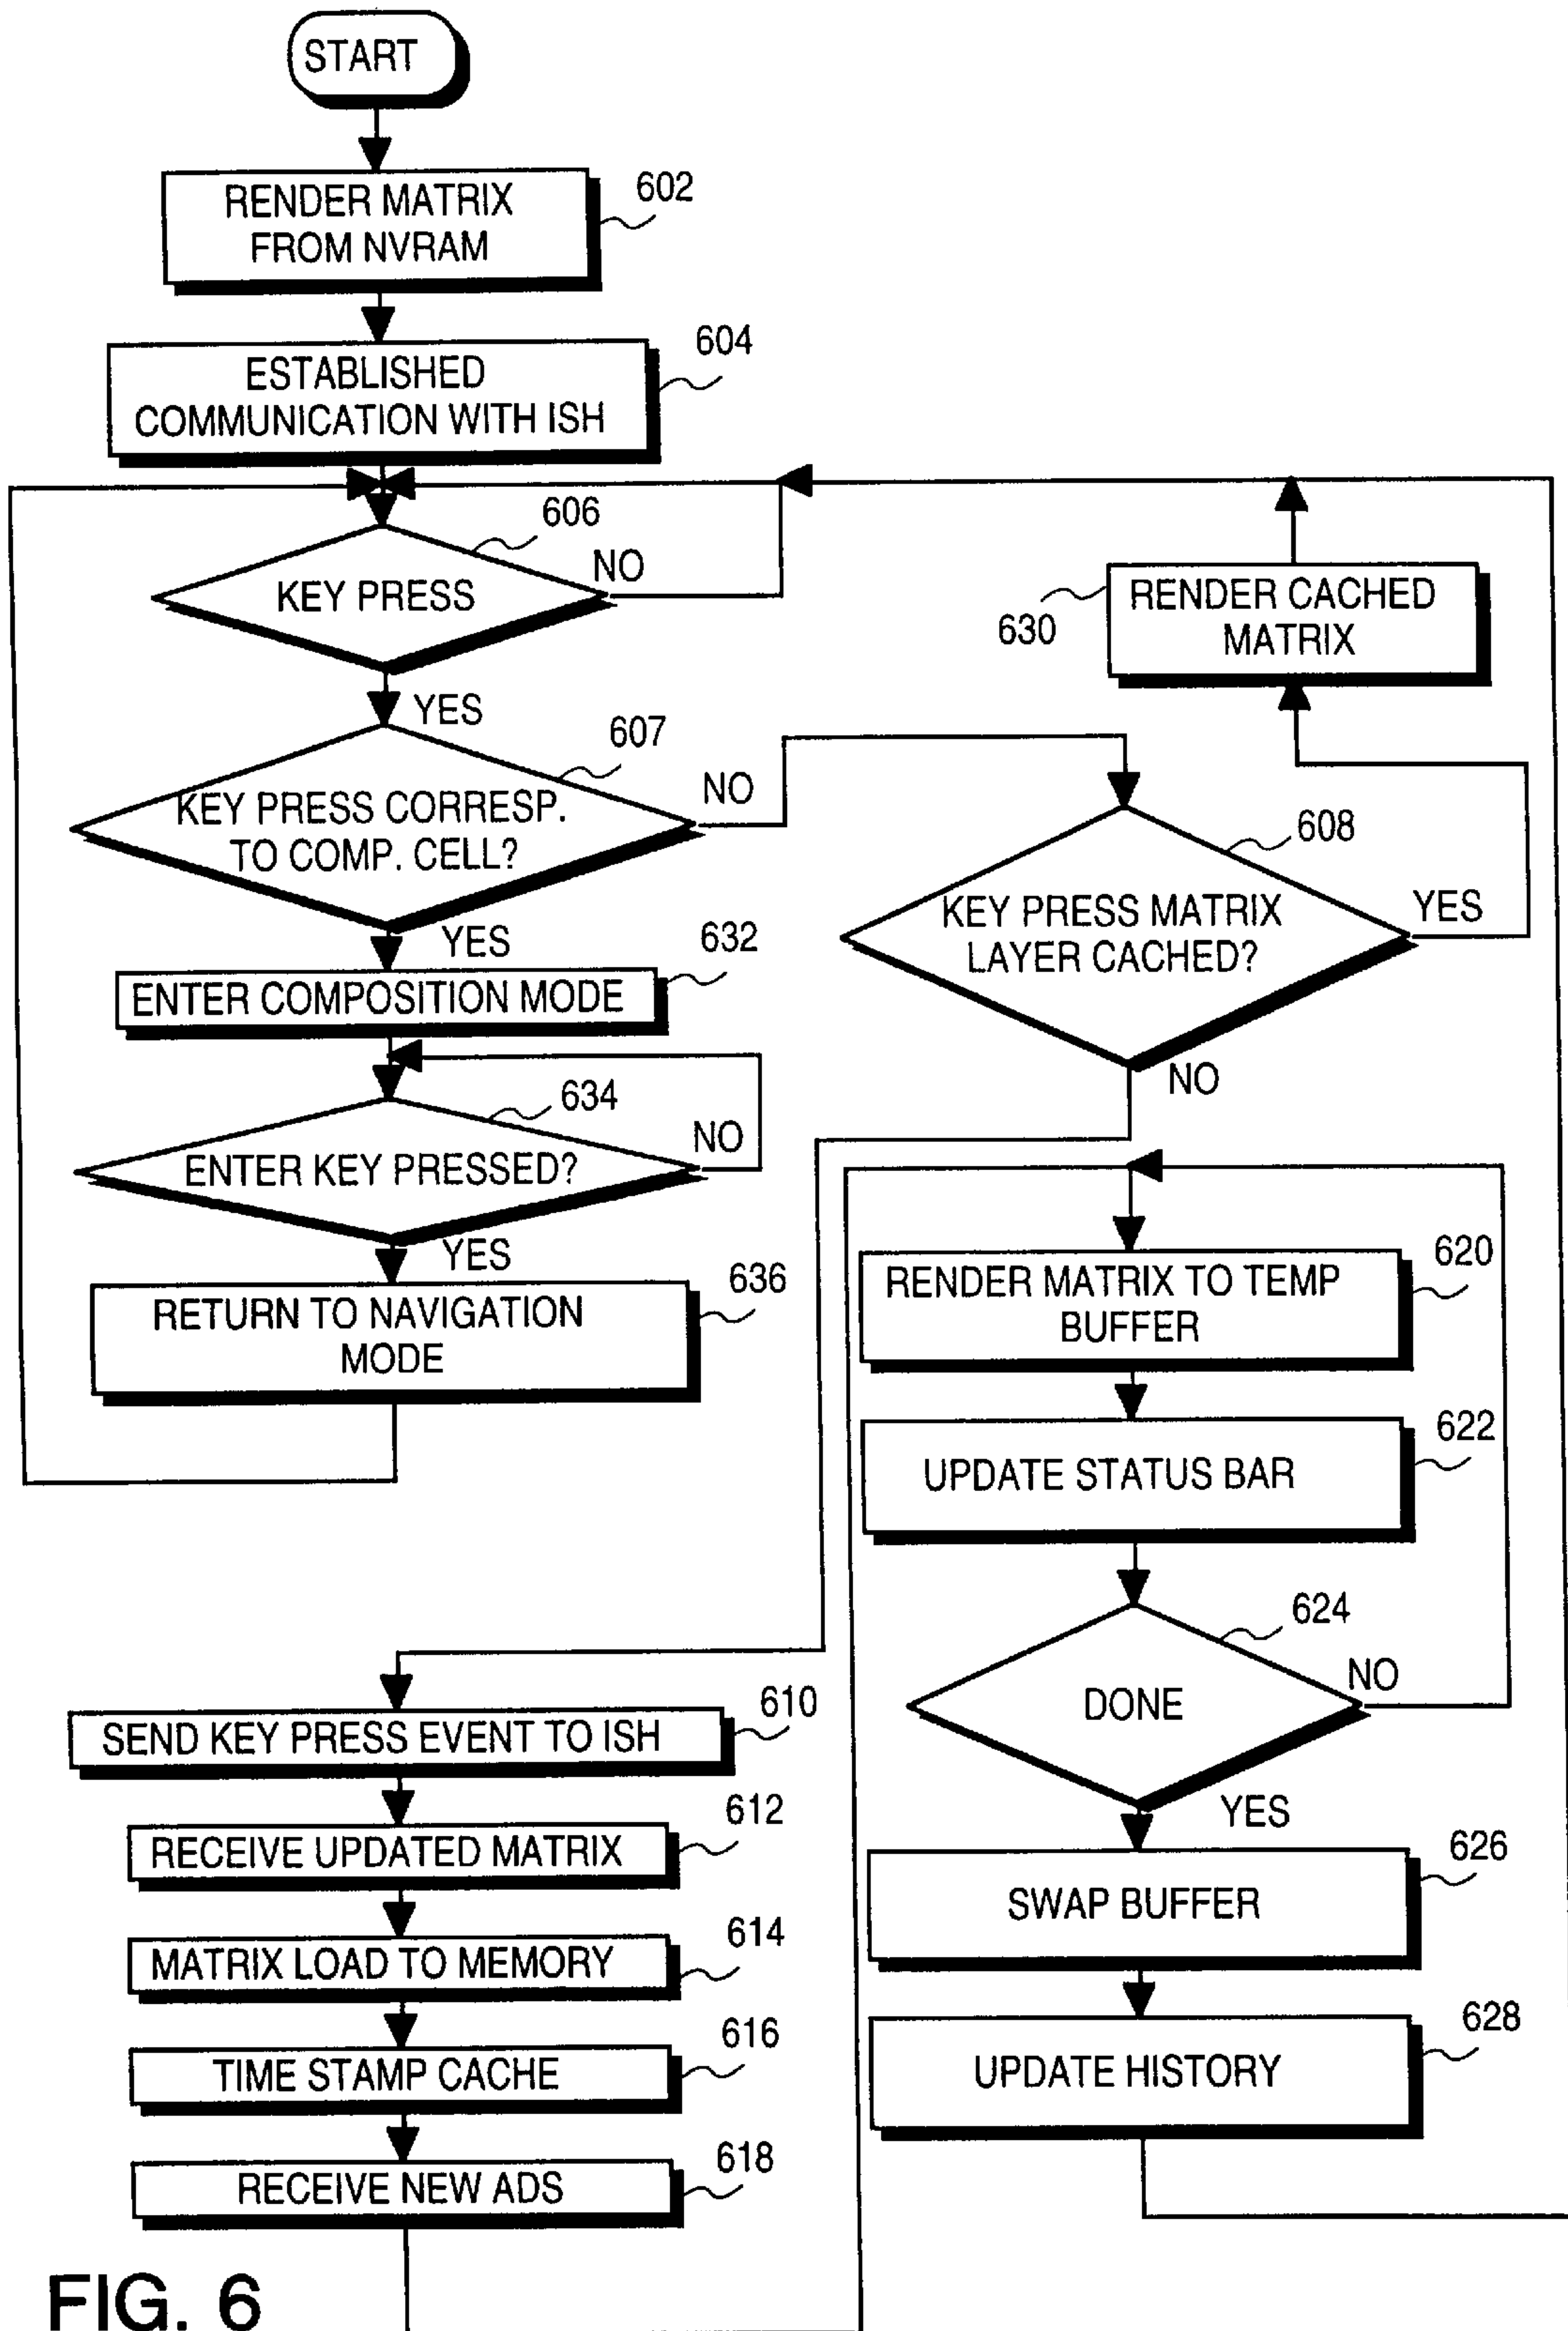 START
RENDER MATRIX
FROM NVRAM
602
ESTABLISHED
COMMUNICATION WITH ISH
604
606
KEY PRESS
NO
YES
607
KEY PRESS CORRESP.
TO COMP. CELL?
NO
YES
632
ENTER COMPOSITION MODE
634
ENTER KEY PRESSED?
NO
YES
636
RETURN TO NAVIGATION
MODE
630
RENDER CACHED
MATRIX
608
KEY PRESS MATRIX
LAYER CACHED?
YES
NO
610
SEND KEY PRESS EVENT TO ISH
612
RECEIVE UPDATED MATRIX
614
MATRIX LOAD TO MEMORY
616
TIME STAMP CACHE
618
RECEIVE NEW ADS
620
RENDER MATRIX TO TEMP
BUFFER
622
UPDATE STATUS BAR
624
DONE
NO
YES
626
SWAP BUFFER
628
UPDATE HISTORY
FIG. 6